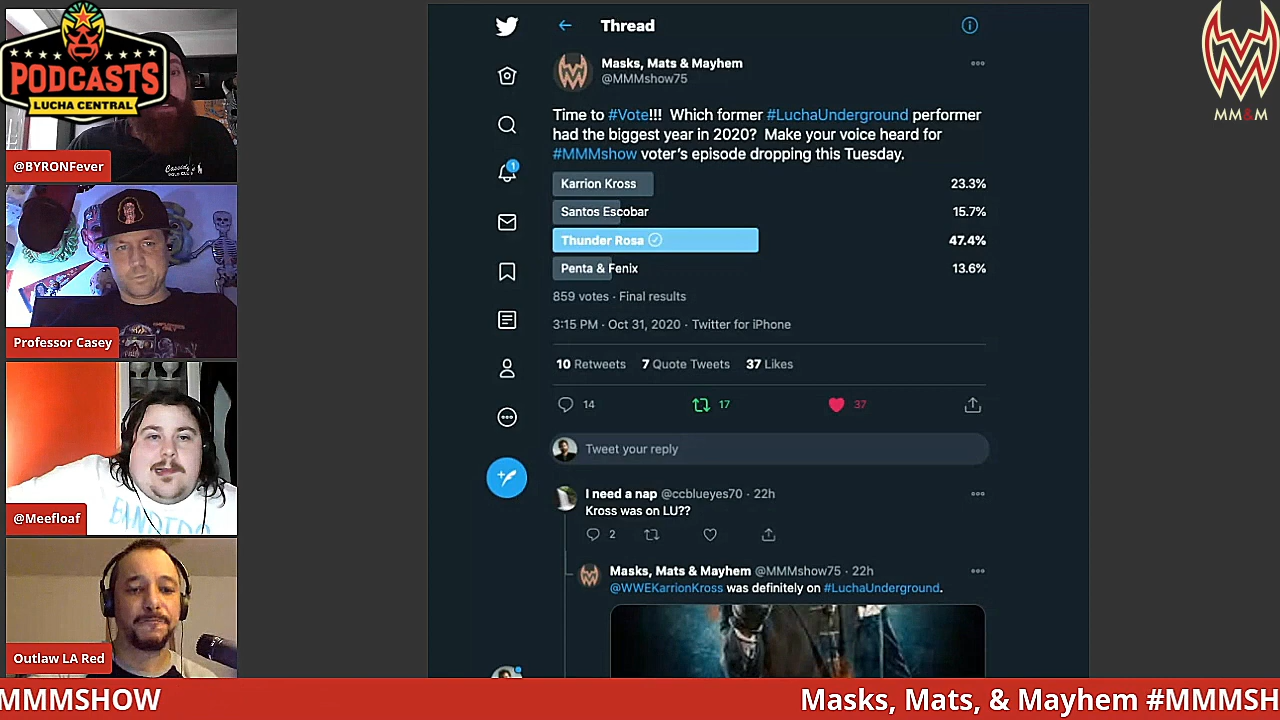 PODCASTS
LUCHA CENTRAL
@BYRONFever
Professor Casey
@Meefloaf
Outlaw LA Red
Thread
Masks, Mats & Mayhem
@MMMshow75
Time to #Vote!!! Which former #LuchaUnderground performer
had the biggest year in 2020? Make your voice heard for
#MMMshow voter's episode dropping this Tuesday.
Karrion Kross 23.3%
Santos Escobar 15.7%
Thunder Rosa 47.4%
Penta & Fenix 13.6%
859 votes · Final results
3:15 PM · Oct 31, 2020 · Twitter for iPhone
10 Retweets 7 Quote Tweets 37 Likes
14 17 37
Tweet your reply
I need a nap @ccblueyes70 · 22h
Kross was on LU??
2
Masks, Mats & Mayhem @MMMshow75 · 22h
@WWEKarrionKross was definitely on #LuchaUnderground.
1
MM&M
MMMSHOW
Masks, Mats, & Mayhem #MMMSH